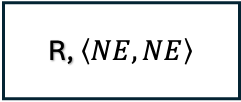 R, ⟨NE, NE⟩